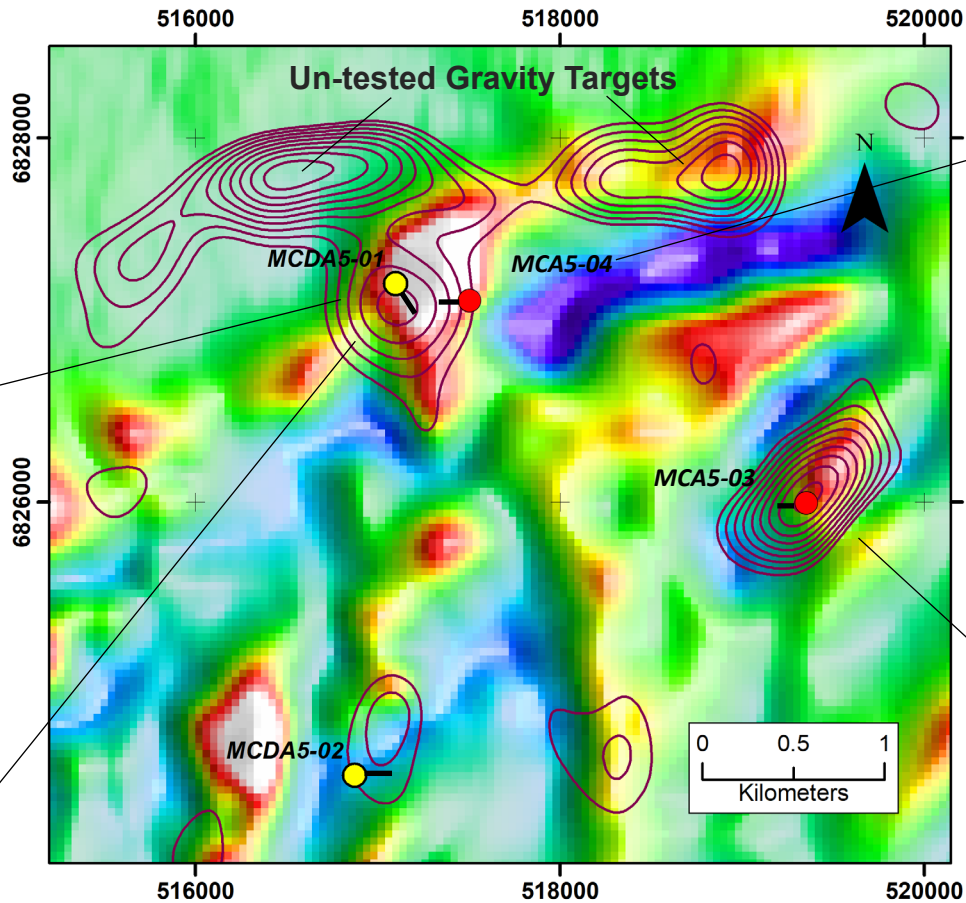 516000 518000 520000
Un-tested Gravity Targets
6828000
N
MCDA5-01
MCA5-04
MCA5-03
6826000
MCDA5-02
0 0.5 1
Kilometers
516000 518000 520000